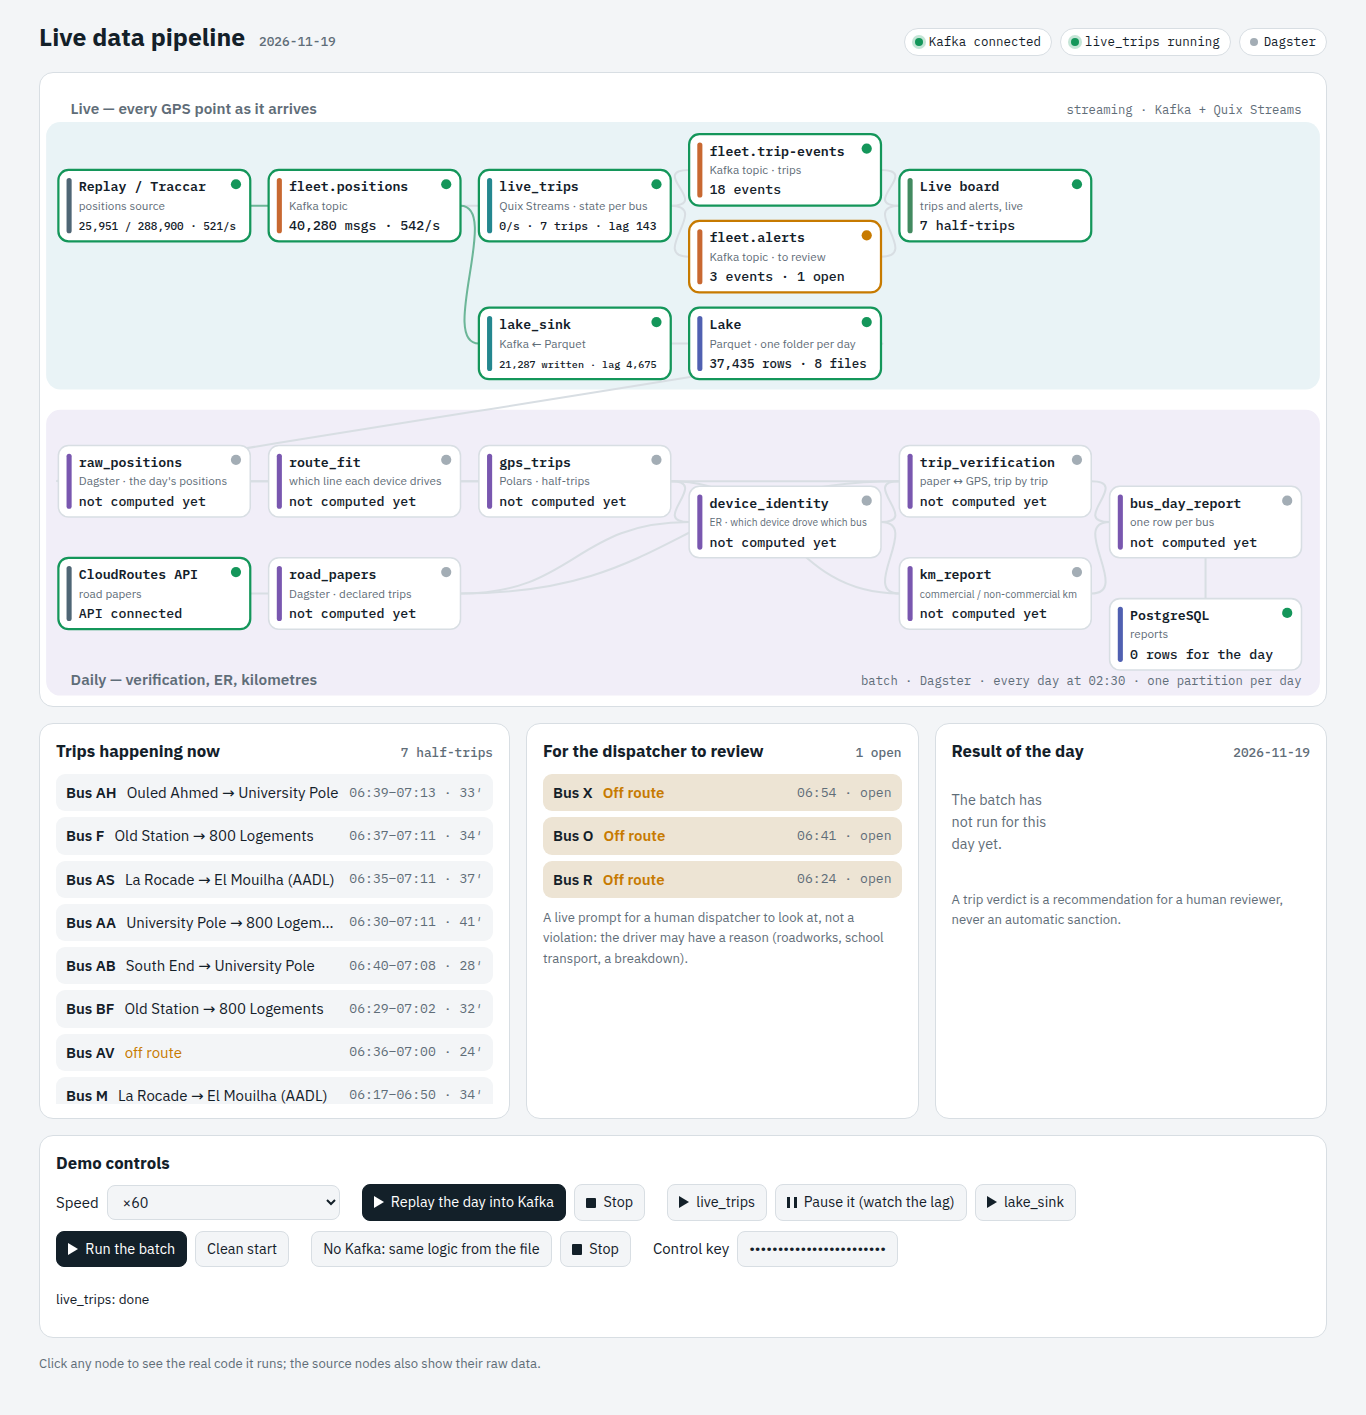 Live data pipeline 2026-11-19
Kafka connected
live_trips running
Dagster
Live — every GPS point as it arrives
streaming · Kafka + Quix Streams
Replay / Traccar
positions source
25,951 / 288,900 · 521/s
fleet.positions
Kafka topic
40,280 msgs · 542/s
live_trips
Quix Streams · state per bus
0/s · 7 trips · lag 143
fleet.trip-events
Kafka topic · trips
18 events
fleet.alerts
Kafka topic · to review
3 events · 1 open
Live board
trips and alerts, live
7 half-trips
lake_sink
Kafka ← Parquet
21,287 written · lag 4,675
Lake
Parquet · one folder per day
37,435 rows · 8 files
raw_positions
Dagster · the day's positions
not computed yet
route_fit
which line each device drives
not computed yet
gps_trips
Polars · half-trips
not computed yet
device_identity
ER · which device drove which bus
not computed yet
trip_verification
paper ↔ GPS, trip by trip
not computed yet
bus_day_report
one row per bus
not computed yet
CloudRoutes API
road papers
API connected
road_papers
Dagster · declared trips
not computed yet
km_report
commercial / non-commercial km
not computed yet
PostgreSQL
reports
0 rows for the day
Daily — verification, ER, kilometres
batch · Dagster · every day at 02:30 · one partition per day
Trips happening now 7 half-trips
Bus AH Ouled Ahmed → University Pole 06:39–07:13 · 33′
Bus F Old Station → 800 Logements 06:37–07:11 · 34′
Bus AS La Rocade → El Mouilha (AADL) 06:35–07:11 · 37′
Bus AA University Pole → 800 Logem... 06:30–07:11 · 41′
Bus AB South End → University Pole 06:40–07:08 · 28′
Bus BF Old Station → 800 Logements 06:29–07:02 · 32′
Bus AV off route 06:36–07:00 · 24′
Bus M La Rocade → El Mouilha (AADL) 06:17–06:50 · 34′
For the dispatcher to review 1 open
Bus X Off route 06:54 · open
Bus O Off route 06:41 · open
Bus R Off route 06:24 · open
A live prompt for a human dispatcher to look at, not a
violation: the driver may have a reason (roadworks, school
transport, a breakdown).
Result of the day 2026-11-19
The batch has
not run for this
day yet.
A trip verdict is a recommendation for a human reviewer,
never an automatic sanction.
Demo controls
Speed ×60 Replay the day into Kafka Stop live_trips Pause it (watch the lag) lake_sink
Run the batch Clean start No Kafka: same logic from the file Stop Control key ••••••••••••••••••••••••
live_trips: done
Click any node to see the real code it runs; the source nodes also show their raw data.